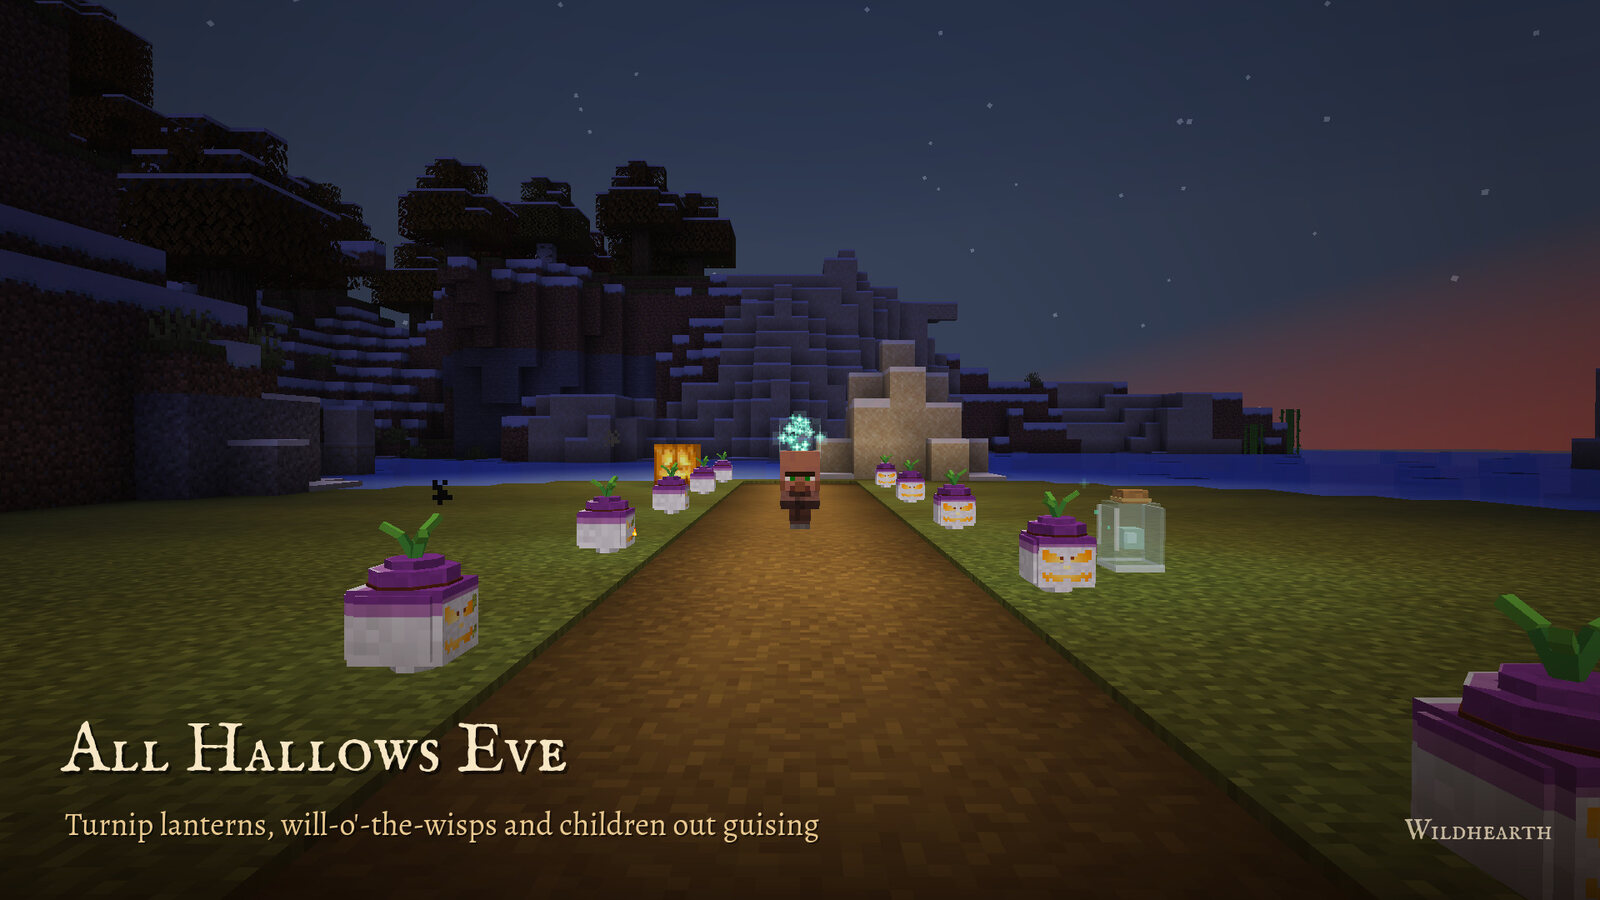 All Hallows Eve
Turnip lanterns, will-o'-the-wisps and children out guising
Wildhearth